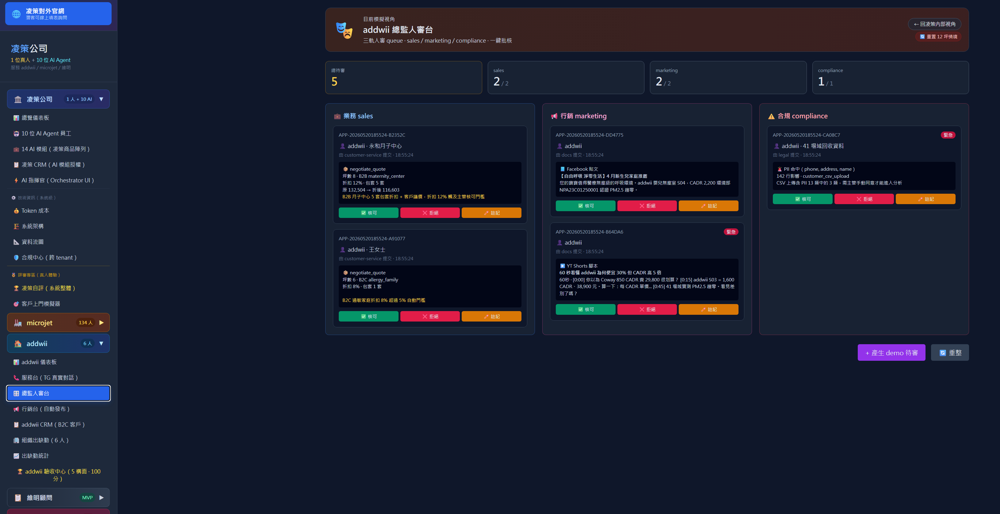 凌策對外官網
潛客可線上填表詢問
凌策公司
1 位真人 + 10 位 AI Agent
服務 addwii / microjet / 維明
凌策公司 1 人 + 10 AI ▼
總覽儀表板
10 位 AI Agent 員工
14 AI 模組（凌策商品陣列）
凌策 CRM（AI 模組授權）
AI 指揮官（Orchestrator UI）
技術資訊（系統級）
Token 成本
系統架構
資料流圖
合規中心（跨 tenant）
評審專區（真人體驗）
凌策自評（系統整體）
客戶上門模擬器
microjet 134 人 ▶
addwii 6 人 ▼
addwii 儀表板
服務台（TG 真實對話）
總監人審台
行銷台（自動發布）
addwii CRM（B2C 客戶）
組織出缺勤（6 人）
出缺勤統計
addwii 驗收中心（5 構面 · 100
分）
維明顧問 MVP ▶
目前模擬視角
addwii 總監人審台
三軌人審 queue · sales / marketing / compliance · 一鍵批核
← 回凌策內部視角
重置 12 坪情境
總待審
5
sales
2 / 2
marketing
2 / 2
compliance
1 / 1
業務 sales
APP-20260520185524-B2352C
addwii · 永和月子中心
由 customer-service 提交 · 18:55:24
negotiate_quote
坪數 8 · B2B maternity_center
折扣 12% · 包套 5 套
原 132,504 → 折後 116,603
B2B 月子中心 5 套包套折扣 + 客戶議價，折扣 12% 觸及主管核可門檻
核可 拒絕 註記
APP-20260520185524-A91077
addwii · 王女士
由 customer-service 提交 · 18:55:24
negotiate_quote
坪數 6 · B2C allergy_family
折扣 8% · 包套 1 套
B2C 過敏家庭折扣 8% 超過 5% 自動門檻
核可 拒絕 註記
行銷 marketing
APP-20260520185524-DD4775
addwii
由 docs 提交 · 18:55:24
Facebook 貼文
【自由呼吸 淨零生活】4 月新生兒家庭推薦
您的寶寶值得醫療無塵級的呼吸環境。addwii 嬰兒無塵室 S04，CADR 2,200 環境部
NPA23C01250001 認證 PM2.5 趨零。
核可 拒絕 註記
APP-20260520185524-B64DA6 緊急
addwii
由 docs 提交 · 18:55:24
YT Shorts 腳本
60 秒看懂 addwii 為何便宜 30% 但 CADR 高 5 倍
60秒 · [0:00] 你以為 Coway 850 CADR 賣 29,800 很划算？ [0:15] addwii S03 = 1,600
CADR、38,900 元。算一下：每 CADR 單價... [0:45] 41 場域實測 PM2.5 趨零。看見差
別了嗎？
核可 拒絕 註記
合規 compliance
APP-20260520185524-CA08C7 緊急
addwii · 41 場域回收資料
由 legal 提交 · 18:55:24
PII 命中（phone, address, name）
142 行影響 · customer_csv_upload
CSV 上傳含 PII 13 類中的 3 類，需主管手動同意才能進入分析
核可 拒絕 註記
+ 產生 demo 待審
重整